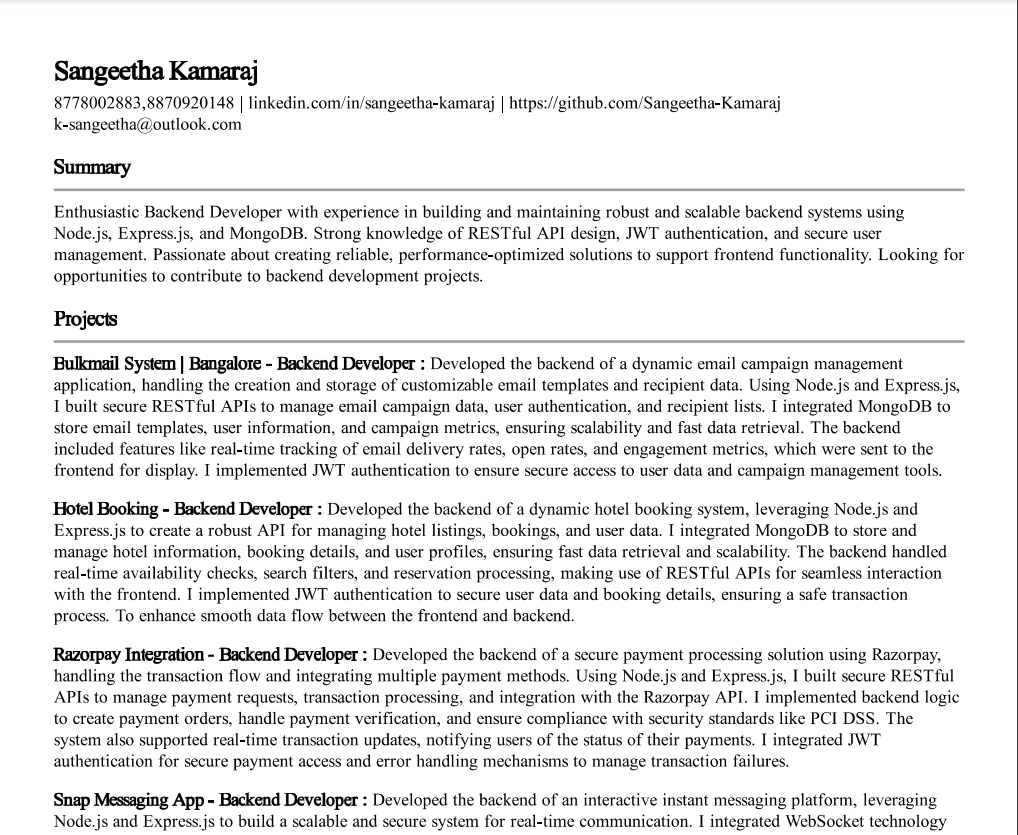 Sangeetha Kamaraj
8778002883,8870920148 | linkedin.com/in/sangeetha-kamaraj | https://github.com/Sangeetha-Kamaraj
k-sangeetha@outlook.com
Summary
Enthusiastic Backend Developer with experience in building and maintaining robust and scalable backend systems using
Node.js, Express.js, and MongoDB. Strong knowledge of RESTful API design, JWT authentication, and secure user
management. Passionate about creating reliable, performance-optimized solutions to support frontend functionality. Looking for
opportunities to contribute to backend development projects.
Projects
Bulkmail System | Bangalore - Backend Developer : Developed the backend of a dynamic email campaign management
application, handling the creation and storage of customizable email templates and recipient data. Using Node.js and Express.js,
I built secure RESTful APIs to manage email campaign data, user authentication, and recipient lists. I integrated MongoDB to
store email templates, user information, and campaign metrics, ensuring scalability and fast data retrieval. The backend
included features like real-time tracking of email delivery rates, open rates, and engagement metrics, which were sent to the
frontend for display. I implemented JWT authentication to ensure secure access to user data and campaign management tools.
Hotel Booking - Backend Developer : Developed the backend of a dynamic hotel booking system, leveraging Node.js and
Express.js to create a robust API for managing hotel listings, bookings, and user data. I integrated MongoDB to store and
manage hotel information, booking details, and user profiles, ensuring fast data retrieval and scalability. The backend handled
real-time availability checks, search filters, and reservation processing, making use of RESTful APIs for seamless interaction
with the frontend. I implemented JWT authentication to secure user data and booking details, ensuring a safe transaction
process. To enhance smooth data flow between the frontend and backend.
Razorpay Integration - Backend Developer : Developed the backend of a secure payment processing solution using Razorpay,
handling the transaction flow and integrating multiple payment methods. Using Node.js and Express.js, I built secure RESTful
APIs to manage payment requests, transaction processing, and integration with the Razorpay API. I implemented backend logic
to create payment orders, handle payment verification, and ensure compliance with security standards like PCI DSS. The
system also supported real-time transaction updates, notifying users of the status of their payments. I integrated JWT
authentication for secure payment access and error handling mechanisms to manage transaction failures.
Snap Messaging App - Backend Developer : Developed the backend of an interactive instant messaging platform, leveraging
Node.js and Express.js to build a scalable and secure system for real-time communication. I integrated WebSocket technology